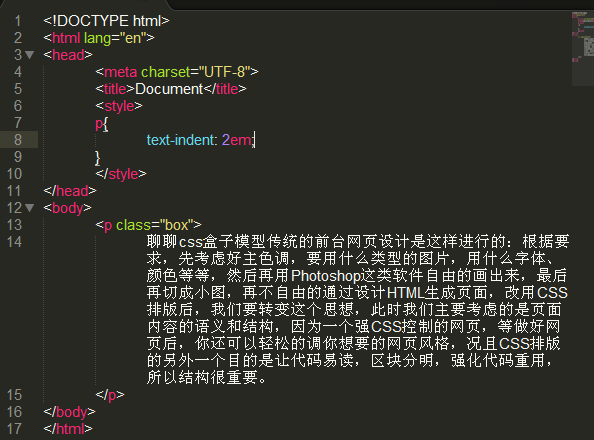 1 <!DOCTYPE html>
2 <html lang="en">
3 <head>
4 <meta charset="UTF-8">
5 <title>Document</title>
6 <style>
7 p{
8 text-indent: 2em;
9 }
10 </style>
11 </head>
12 <body>
13 <p class="box">
14 聊聊css盒子模型传统的前台网页设计是这样进行的：根据要
求，先考虑好主色调，要用什么类型的图片，用什么字体、
颜色等等，然后再用Photoshop这类软件自由的画出来，最后
再切成小图，再不自由的通过设计HTML生成页面，改用CSS
排版后，我们要转变这个思想，此时我们主要考虑的是页面
内容的语义和结构，因为一个强CSS控制的网页，等做好网
页后，你还可以轻松的调你想要的网页风格，况且CSS排版
的另外一个目的是让代码易读，区块分明，强化代码重用，
所以结构很重要。
15 </p>
16 </body>
17 </html>